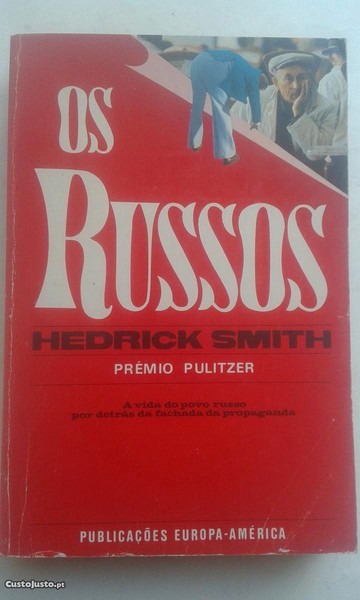 OS
RUSSOS
HEDRICK SMITH
PRÉMIO PULITZER
A vida do povo russo
por detrás da fachada da propaganda
PUBLICAÇÕES EUROPA-AMÉRICA
CustoJusto.pt